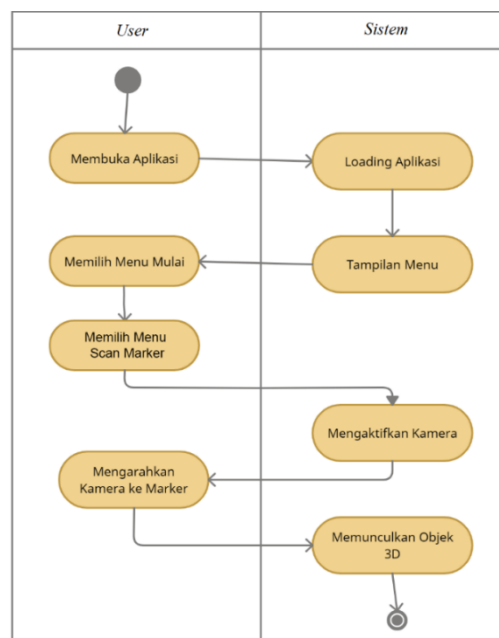 User
Sistem
Membuka Aplikasi
Loading Aplikasi
Tampilan Menu
Memilih Menu Mulai
Memilih Menu
Scan Marker
Mengaktifkan Kamera
Mengarahkan
Kamera ke Marker
Memunculkan Objek
3D